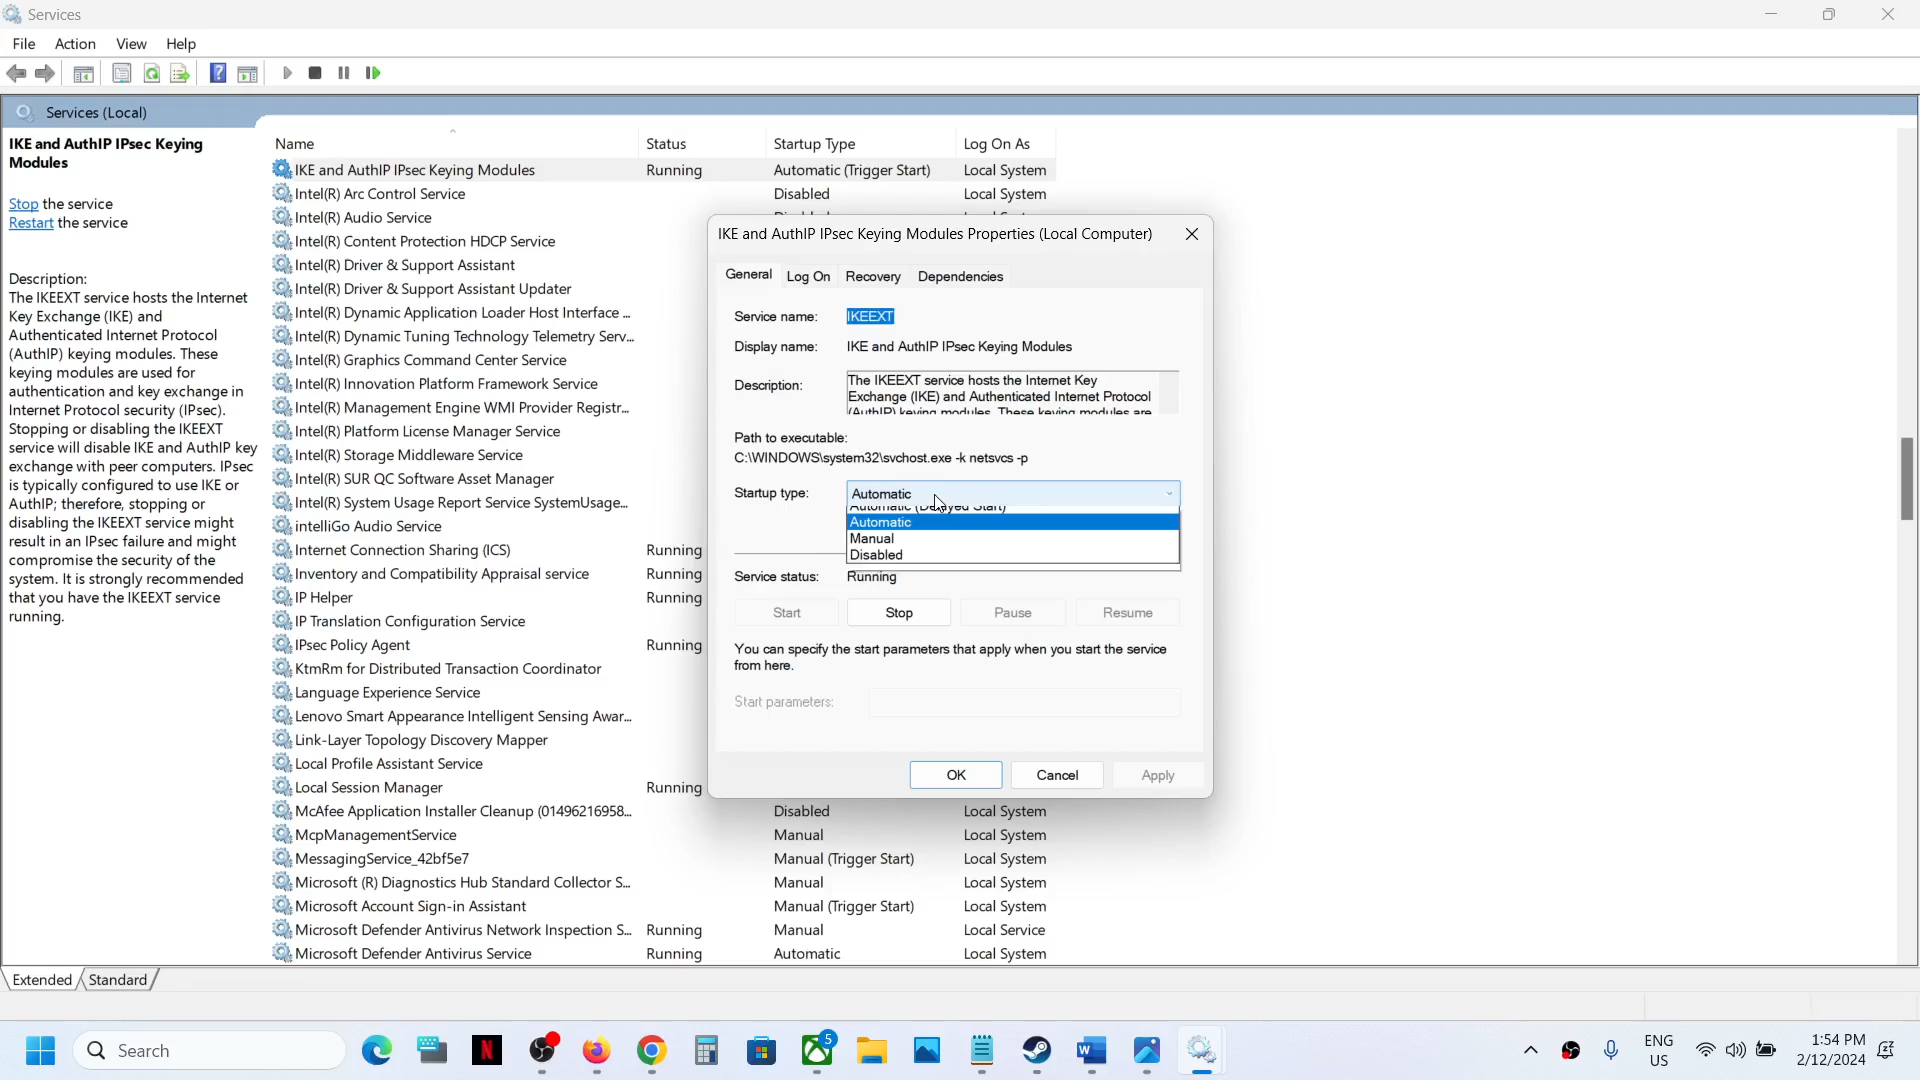 Services
File Action View Help
Services (Local)
IKE and AuthIP IPsec Keying
Modules
Stop the service
Restart the service
Description:
The IKEEXT service hosts the Internet
Key Exchange (IKE) and
Authenticated Internet Protocol
(AuthIP) keying modules. These
keying modules are used for
authentication and key exchange in
Internet Protocol security (IPsec).
Stopping or disabling the IKEEXT
service will disable IKE and AuthIP key
exchange with peer computers. IPsec
is typically configured to use IKE or
AuthIP; therefore, stopping or
disabling the IKEEXT service might
result in an IPsec failure and might
compromise the security of the
system. It is strongly recommended
that you have the IKEEXT service
running.
Name Status Startup Type Log On As
IKE and AuthIP IPsec Keying Modules Running Automatic (Trigger Start) Local System
Intel(R) Arc Control Service Disabled Local System
Intel(R) Audio Service
Intel(R) Content Protection HDCP Service
Intel(R) Driver & Support Assistant
Intel(R) Driver & Support Assistant Updater
Intel(R) Dynamic Application Loader Host Interface ...
Intel(R) Dynamic Tuning Technology Telemetry Serv...
Intel(R) Graphics Command Center Service
Intel(R) Innovation Platform Framework Service
Intel(R) Management Engine WMI Provider Registr...
Intel(R) Platform License Manager Service
Intel(R) Storage Middleware Service
Intel(R) SUR QC Software Asset Manager
Intel(R) System Usage Report Service SystemUsage...
intelliGo Audio Service
Internet Connection Sharing (ICS) Running
Inventory and Compatibility Appraisal service Running
IP Helper Running
IP Translation Configuration Service
IPsec Policy Agent Running
KtmRm for Distributed Transaction Coordinator
Language Experience Service
Lenovo Smart Appearance Intelligent Sensing Awar...
Link-Layer Topology Discovery Mapper
Local Profile Assistant Service
Local Session Manager Running
McAfee Application Installer Cleanup (01496216958... Disabled Local System
McpManagementService Manual Local System
MessagingService_42bf5e7 Manual (Trigger Start) Local System
Microsoft (R) Diagnostics Hub Standard Collector S... Manual Local System
Microsoft Account Sign-in Assistant Manual (Trigger Start) Local System
Microsoft Defender Antivirus Network Inspection S... Running Manual Local Service
Microsoft Defender Antivirus Service Running Automatic Local System
IKE and AuthIP IPsec Keying Modules Properties (Local Computer)
General Log On Recovery Dependencies
Service name: IKEEXT
Display name: IKE and AuthIP IPsec Keying Modules
Description: The IKEEXT service hosts the Internet Key
Exchange (IKE) and Authenticated Internet Protocol
(AuthIP) keying modules. These keying modules are
Path to executable:
C:\WINDOWS\system32\svchost.exe -k netsvcs -p
Startup type: Automatic
Automatic (Delayed Start)
Automatic
Manual
Disabled
Service status: Running
Start Stop Pause Resume
You can specify the start parameters that apply when you start the service
from here.
Start parameters:
OK Cancel Apply
Extended Standard
Search
5
ENG
US
1:54 PM
2/12/2024